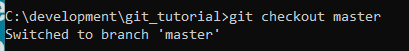 C:\development\git_tutorial>git checkout master
Switched to branch 'master'